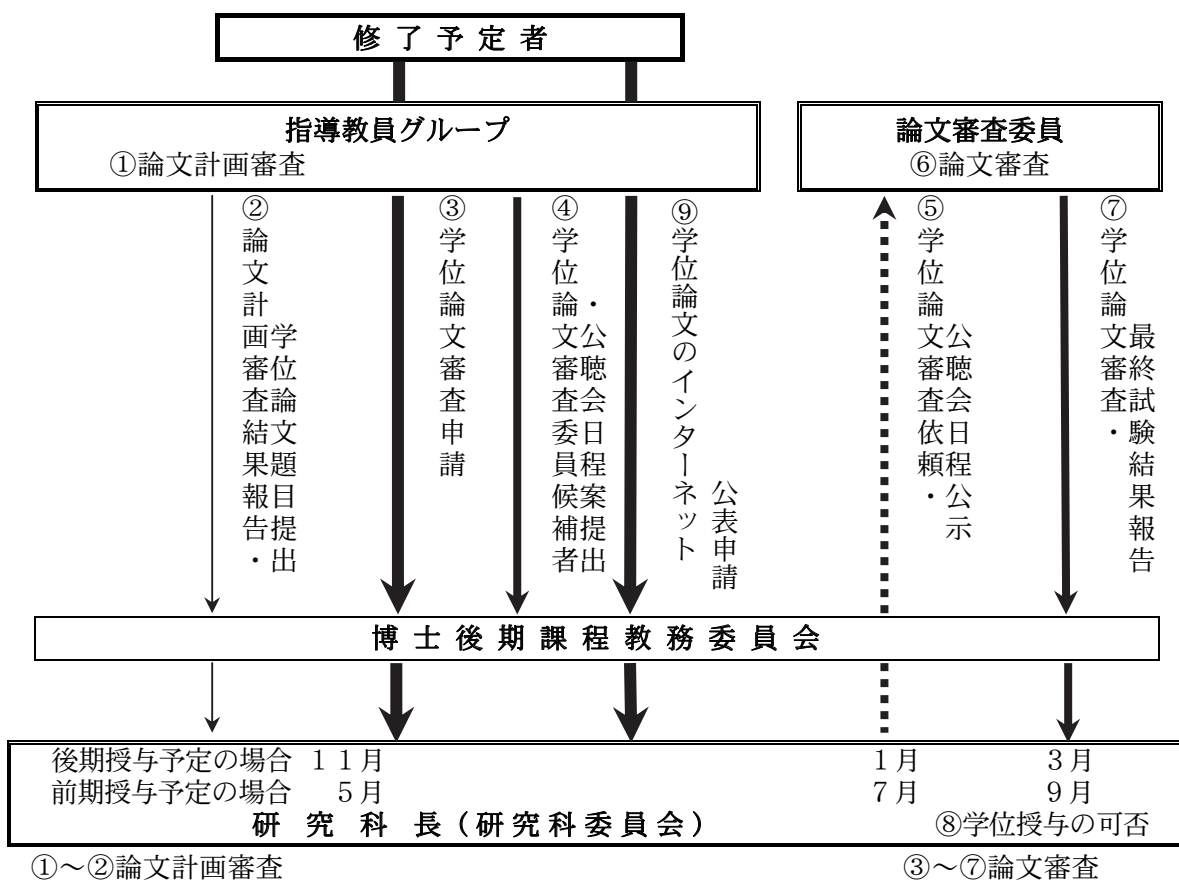 修了予定者
指導教員グループ
①論文計画審査
論文審査委員
⑥論文審査
②論文計画審査結果報告・
学位論文題目提出
③学位論文審査申請
④学位論文審査委員候補者
・公聴会日程案提出
⑨学位論文のインターネット
公表申請
⑤学位論文審査依頼・
公聴会日程公示
⑦学位論文審査・
最終試験結果報告
博士後期課程教務委員会
後期授与予定の場合 11月 1月 3月
前期授与予定の場合 5月 7月 9月
研究科長(研究科委員会) ⑧学位授与の可否
①~②論文計画審査 ③~⑦論文審査